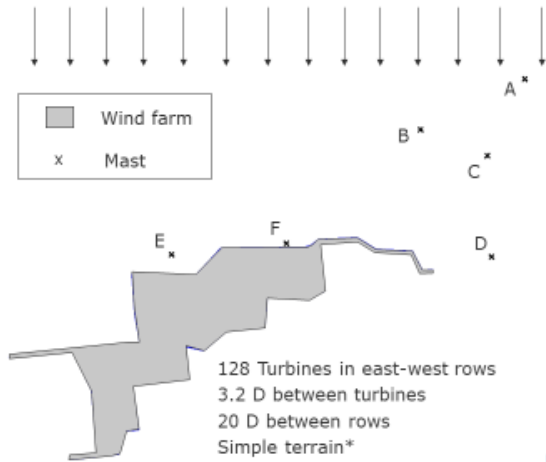 A
B
C
Wind farm
x Mast
E
F
D
128 Turbines in east-west rows
3.2 D between turbines
20 D between rows
Simple terrain*